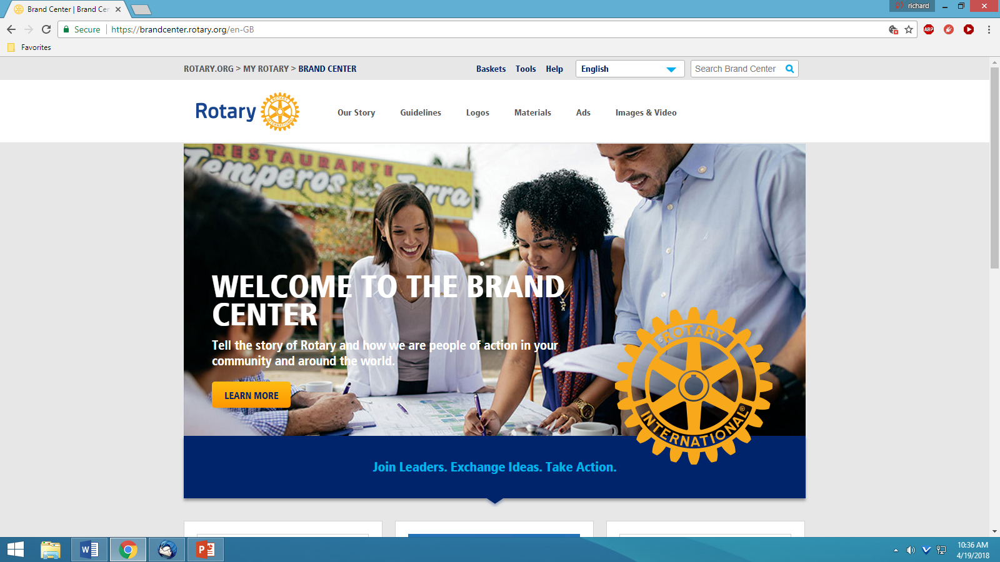 Brand Center | Brand Cer
richard
Secure
https://brandcenter.rotary.org/en-GB
ABP
Favorites
ROTARY.ORG > MY ROTARY > BRAND CENTER
Baskets Tools Help
English
Search Brand Center
Rotary
ROTARY
INTERNATIONAL
Our Story Guidelines Logos Materials Ads Images & Video
RESTAURANTE
Temperos da Terra
WELCOME TO THE BRAND
CENTER
Tell the story of Rotary and how we are people of action in your
community and around the world.
LEARN MORE
ROTARY
INTERNATIONAL®
Join Leaders. Exchange Ideas. Take Action.
10:36 AM
4/19/2018